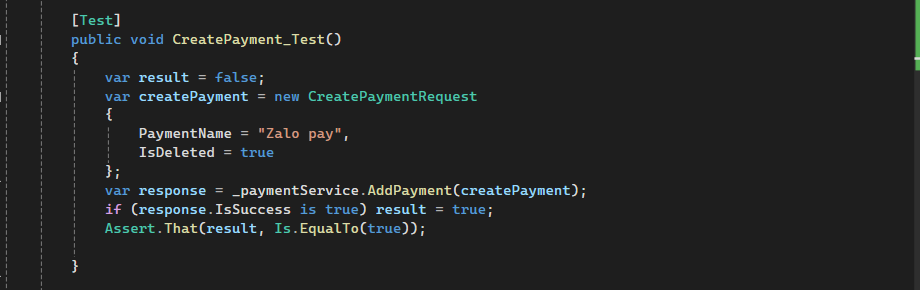 [Test]
public void CreatePayment_Test()
{
var result = false;
var createPayment = new CreatePaymentRequest
{
PaymentName = "Zalo pay",
IsDeleted = true
};
var response = _paymentService.AddPayment(createPayment);
if (response.IsSuccess is true) result = true;
Assert.That(result, Is.EqualTo(true));
}